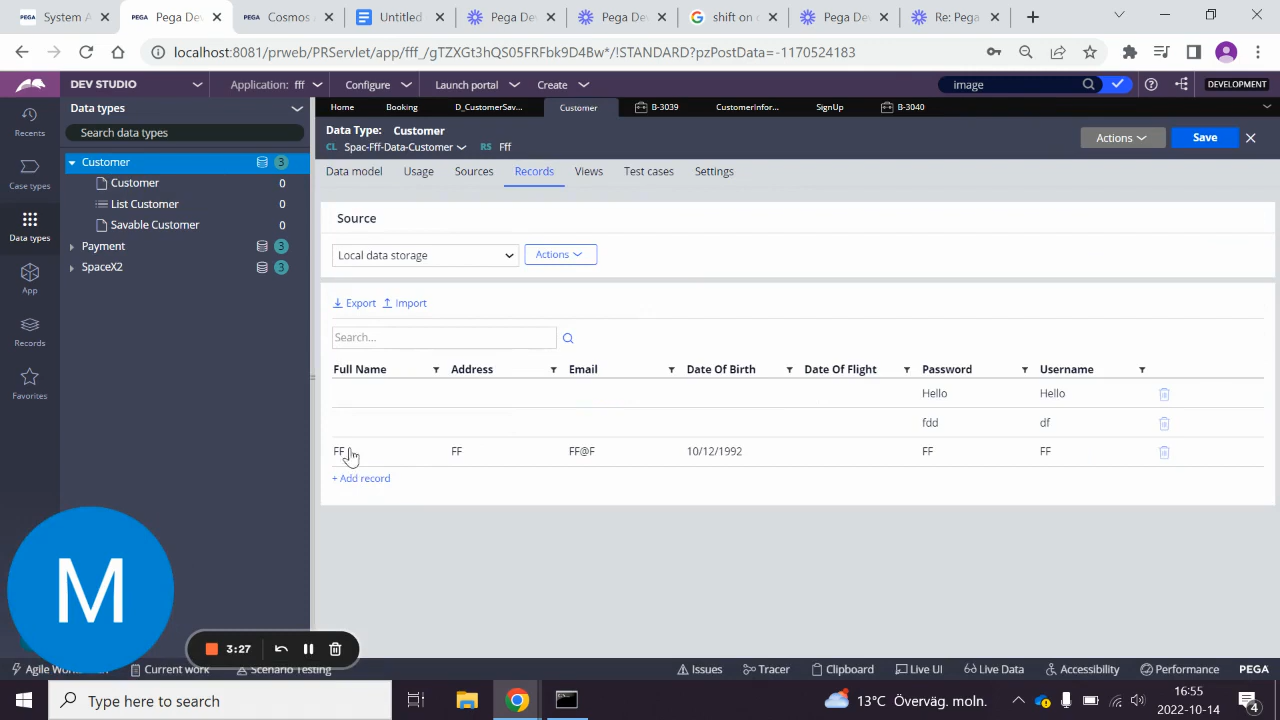 System A
Pega Dev
Cosmos A
Untitled
Pega Dev
Pega Dev
shift on c
Pega Dev
Re: Pega
localhost:8081/prweb/PRServlet/app/fff_/gTZXGt3hQS05FRFbk9D4Bw*/!STANDARD?pzPostData=-1170524183
DEV STUDIO
Application: fff
Configure
Launch portal
Create
image
DEVELOPMENT
Recents
Case types
Data types
App
Records
Favorites
Data types
Search data types
Customer 3
Customer 0
List Customer 0
Savable Customer 0
Payment 3
SpaceX2 3
Home
Booking
D_CustomerSav...
Customer
B-3039
CustomerInfor...
SignUp
B-3040
Data Type: Customer
CL Spac-Fff-Data-Customer RS Fff
Actions
Save
Data model
Usage
Sources
Records
Views
Test cases
Settings
Source
Local data storage
Actions
Export
Import
Search...
Full Name Address Email Date Of Birth Date Of Flight Password Username
Hello Hello
fdd df
FF FF FF@F 10/12/1992 FF FF
+ Add record
M
3:27
Current work
Scenario Testing
Issues
Tracer
Clipboard
Live UI
Live Data
Accessibility
Performance
PEGA
Type here to search
13°C Överväg. moln.
16:55
2022-10-14
4